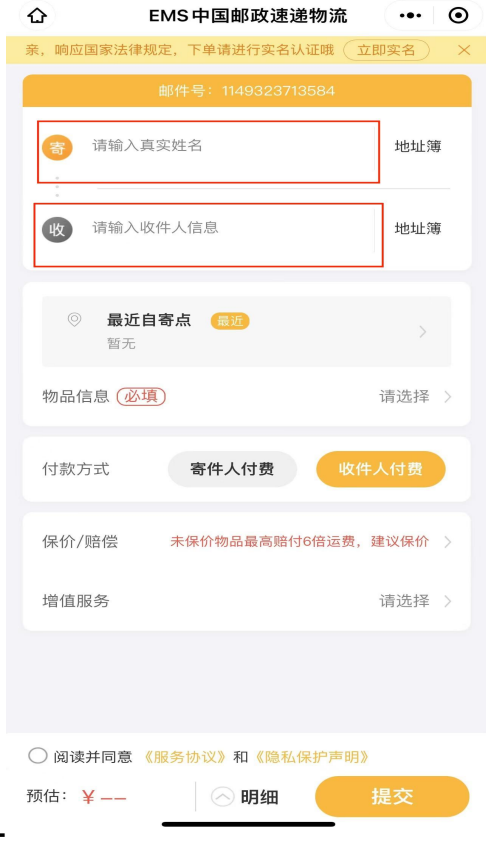 EMS中国邮政速递物流
亲，响应国家法律规定，下单请进行实名认证哦 立即实名
邮件号：1149323713584
寄 请输入真实姓名 地址簿
收 请输入收件人信息 地址簿
最近自寄点 最近
暂无
物品信息 必填 请选择
付款方式 寄件人付费 收件人付费
保价/赔偿 未保价物品最高赔付6倍运费，建议保价
增值服务 请选择
阅读并同意《服务协议》和《隐私保护声明》
预估：￥-- 明细 提交